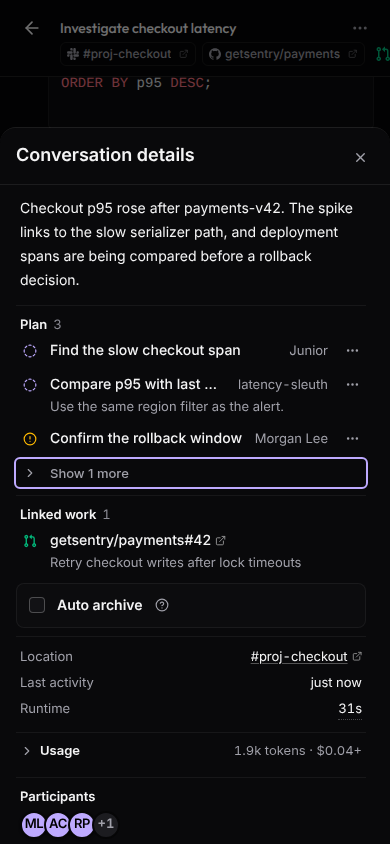 Investigate checkout latency
#proj-checkout
getsentry/payments
ORDER BY p95 DESC;
Conversation details
Checkout p95 rose after payments-v42. The spike
links to the slow serializer path, and deployment
spans are being compared before a rollback
decision.
Plan 3
Find the slow checkout span Junior
Compare p95 with last ... latency-sleuth
Use the same region filter as the alert.
Confirm the rollback window Morgan Lee
Show 1 more
Linked work 1
getsentry/payments#42
Retry checkout writes after lock timeouts
Auto archive
Location #proj-checkout
Last activity just now
Runtime 31s
Usage 1.9k tokens · $0.04+
Participants
ML AC RP +1